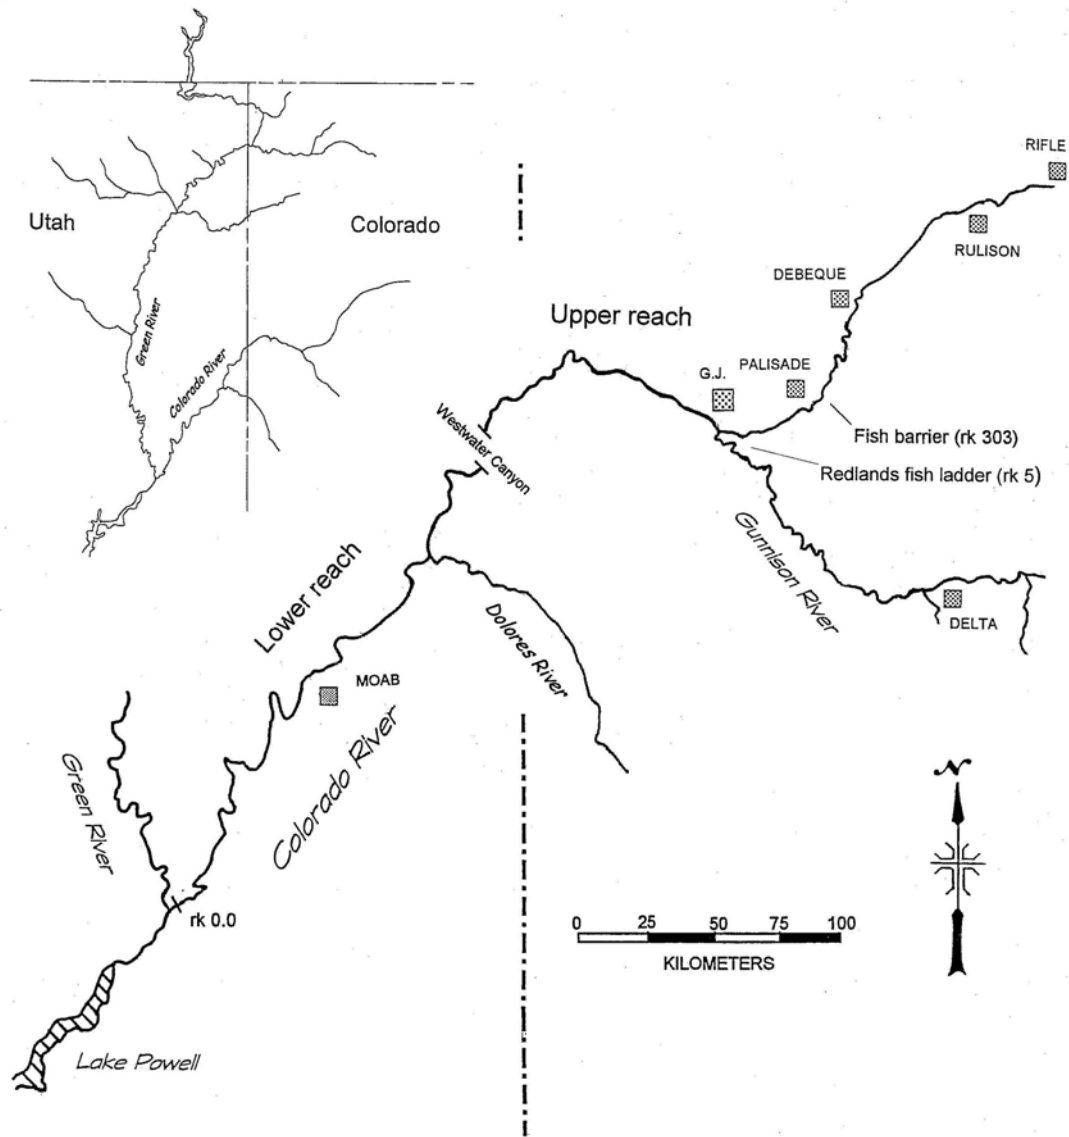 Utah
Colorado
Green River
Colorado River
RIFLE
RULISON
DEBEQUE
Upper reach
G.J.
PALISADE
Fish barrier (rk 303)
Redlands fish ladder (rk 5)
Westwater Canyon
Gunnison River
DELTA
Lower reach
Dolores River
MOAB
Colorado River
Green River
rk 0.0
N
0 25 50 75 100
KILOMETERS
Lake Powell